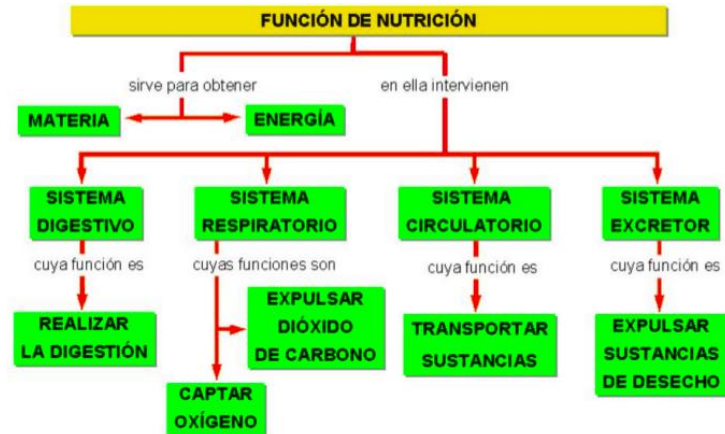 FUNCIÓN DE NUTRICIÓN
sirve para obtener
en ella intervienen
MATERIA
ENERGÍA
SISTEMA
DIGESTIVO
SISTEMA
RESPIRATORIO
SISTEMA
CIRCULATORIO
SISTEMA
EXCRETOR
cuya función es
cuyas funciones son
cuya función es
cuya función es
REALIZAR
LA DIGESTIÓN
EXPULSAR
DIÓXIDO
DE CARBONO
CAPTAR
OXÍGENO
TRANSPORTAR
SUSTANCIAS
EXPULSAR
SUSTANCIAS
DE DESECHO